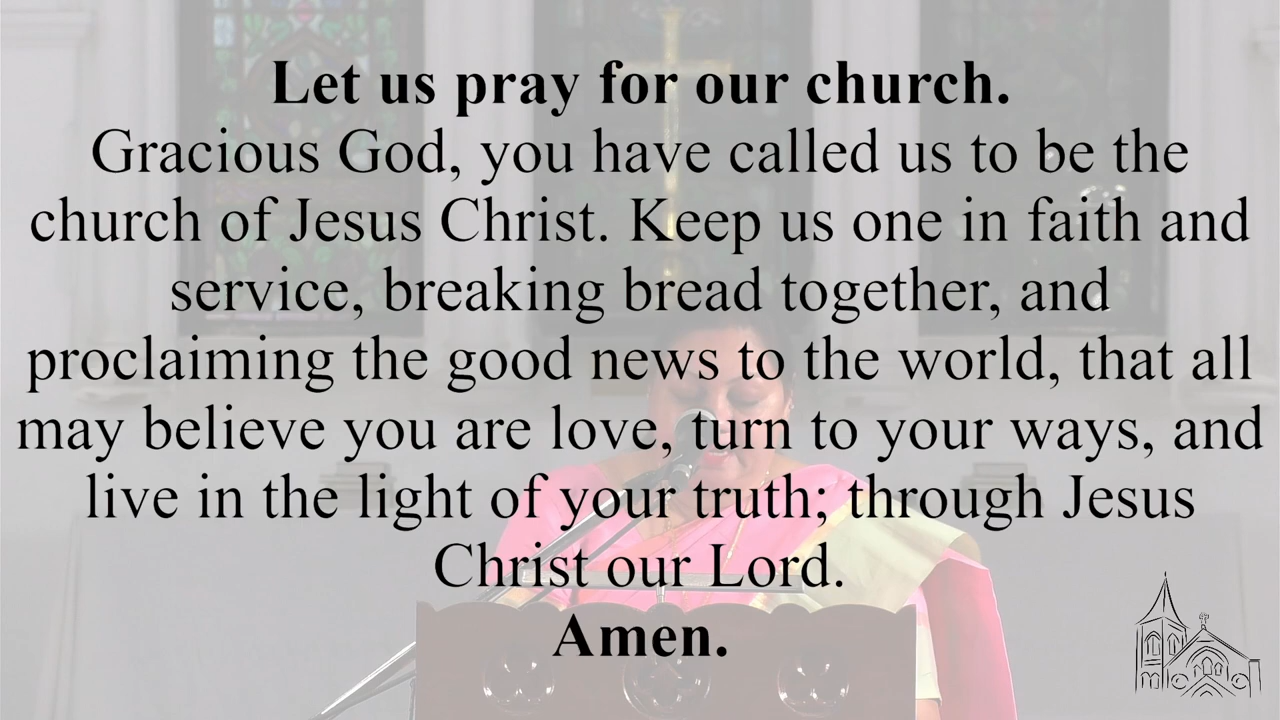 Let us pray for our church.
Gracious God, you have called us to be the
church of Jesus Christ. Keep us one in faith and
service, breaking bread together, and
proclaiming the good news to the world, that all
may believe you are love, turn to your ways, and
live in the light of your truth; through Jesus
Christ our Lord.
Amen.